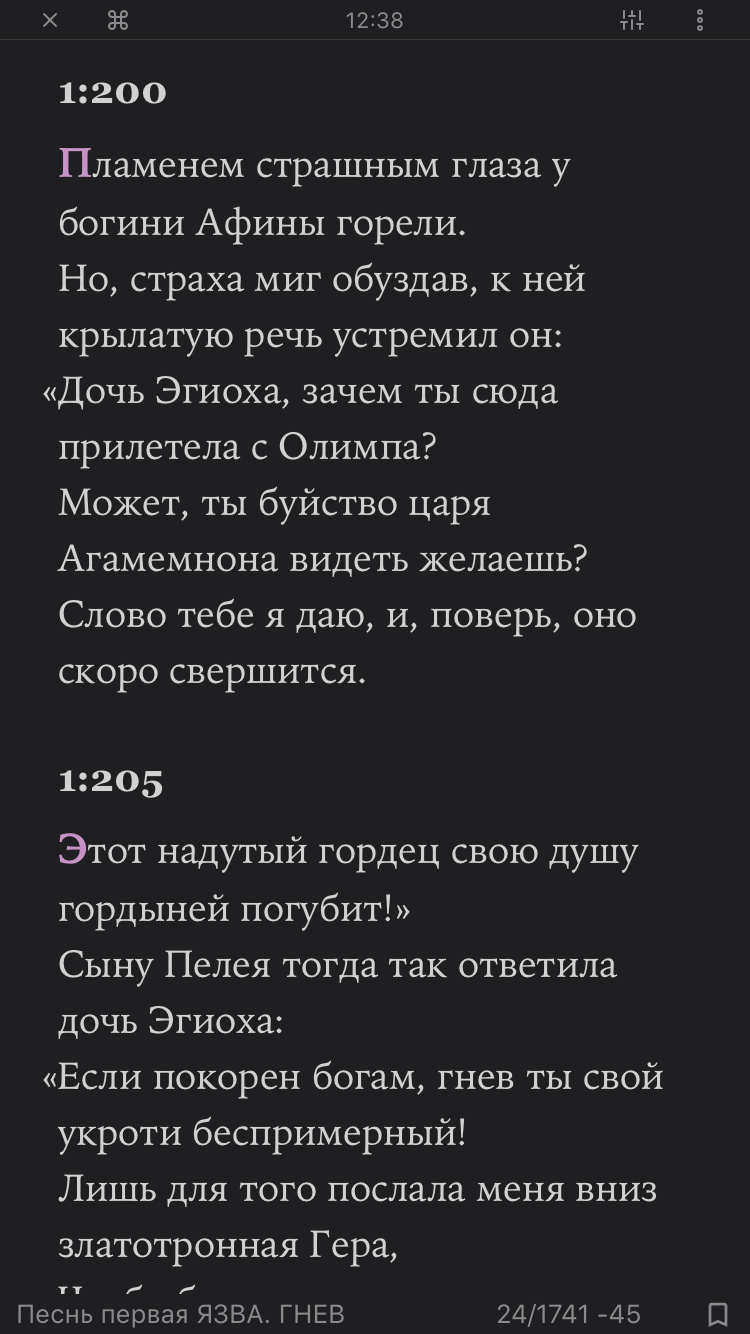 12:38
1:200
Пламенем страшным глаза у
богини Афины горели.
Но, страха миг обуздав, к ней
крылатую речь устремил он:
«Дочь Эгиоха, зачем ты сюда
прилетела с Олимпа?
Может, ты буйство царя
Агамемнона видеть желаешь?
Слово тебе я даю, и, поверь, оно
скоро свершится.
1:205
Этот надутый гордец свою душу
гордыней погубит!»
Сыну Пелея тогда так ответила
дочь Эгиоха:
«Если покорен богам, гнев ты свой
укроти беспримерный!
Лишь для того послала меня вниз
златотронная Гера,
Песнь первая ЯЗВА. ГНЕВ 24/1741 -45